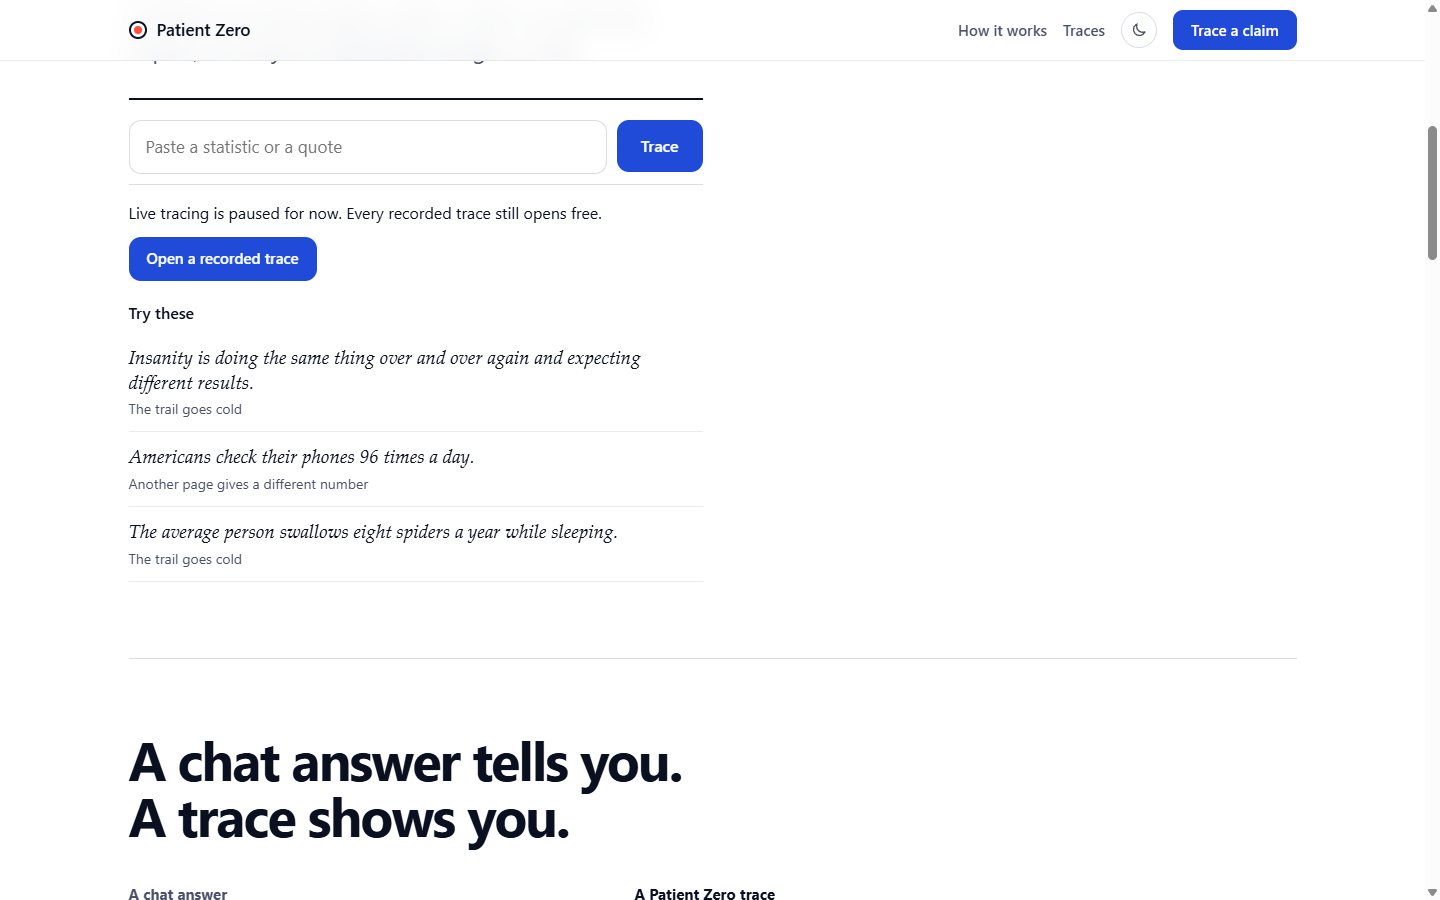 Patient Zero
How it works
Traces
Trace a claim
Paste a statistic or a quote
Trace
Live tracing is paused for now. Every recorded trace still opens free.
Open a recorded trace
Try these
Insanity is doing the same thing over and over again and expecting
different results.
The trail goes cold
Americans check their phones 96 times a day.
Another page gives a different number
The average person swallows eight spiders a year while sleeping.
The trail goes cold
A chat answer tells you.
A trace shows you.
A chat answer
A Patient Zero trace